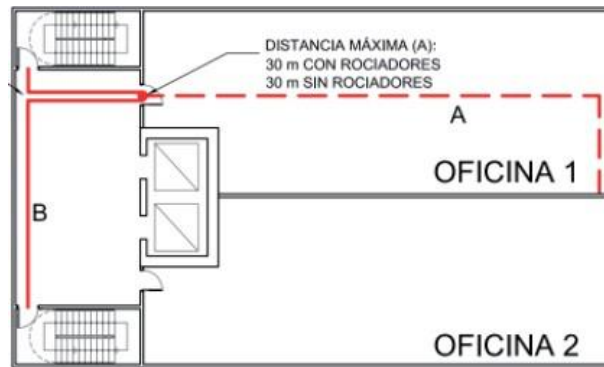 DISTANCIA MÁXIMA (A):
30 m CON ROCIADORES
30 m SIN ROCIADORES
A
OFICINA 1
B
OFICINA 2